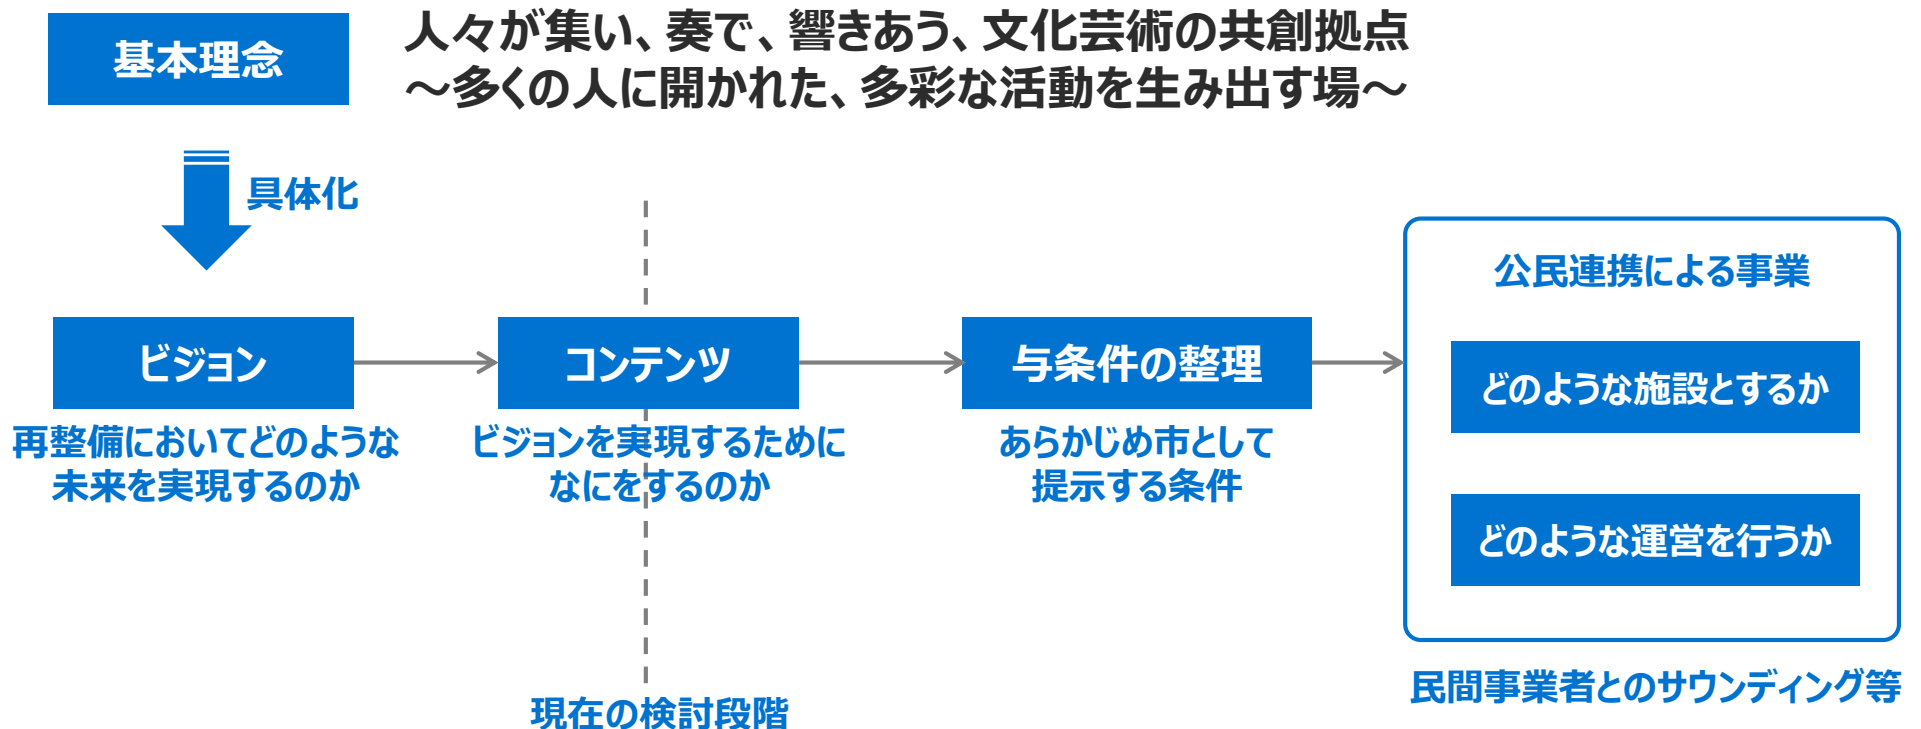 基本理念
人々が集い、奏で、響きあう、文化芸術の共創拠点
～多くの人に開かれた、多彩な活動を生み出す場～
具体化
ビジョン
再整備においてどのような
未来を実現するのか
コンテンツ
ビジョンを実現するために
なにをするのか
現在の検討段階
与条件の整理
あらかじめ市として
提示する条件
公民連携による事業
どのような施設とするか
どのような運営を行うか
民間事業者とのサウンディング等